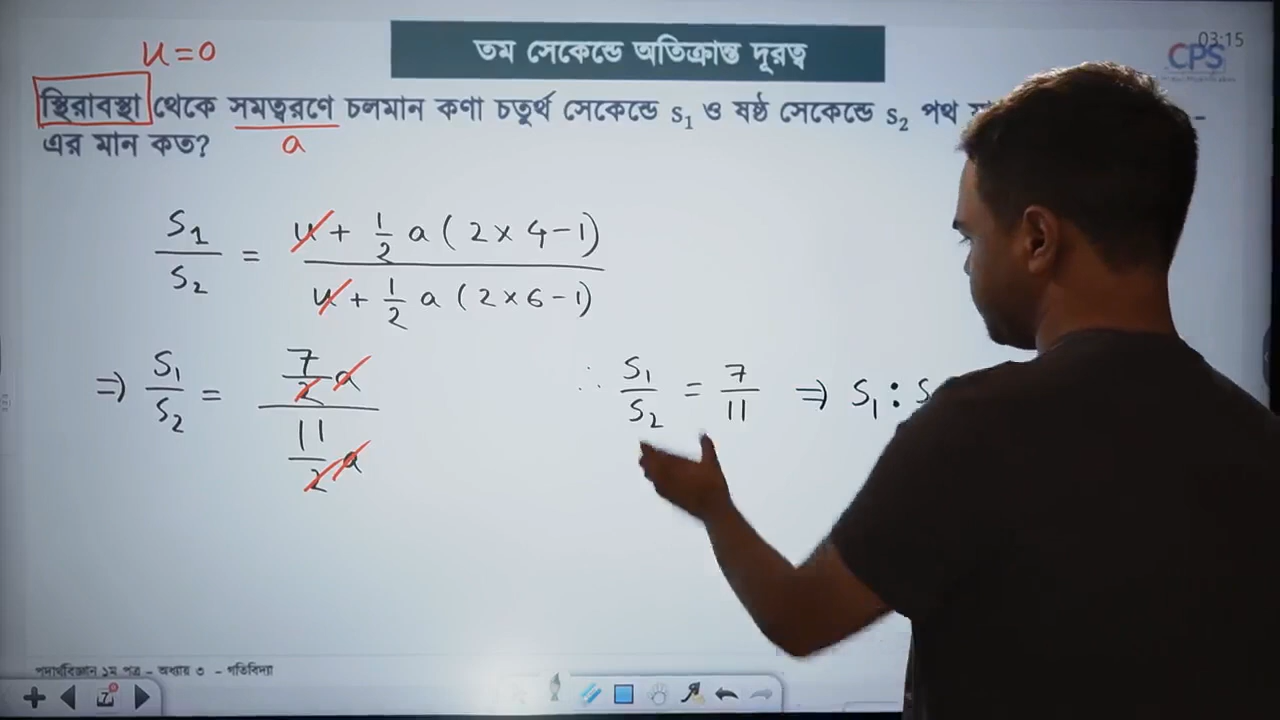 03:15
তম সেকেন্ডে অতিক্রান্ত দূরত্ব
CPS
u=0
স্থিরাবস্থা থেকে সমত্বরণে চলমান কণা চতুর্থ সেকেন্ডে s₁ ও ষষ্ঠ সেকেন্ডে s₂ পথ
এর মান কত?
a
S₁/S₂ = (u + 1/2 a (2×4-1))/(u + 1/2 a (2×6-1))
⇒ S₁/S₂ = (7/2 a)/(11/2 a)
∴ S₁/S₂ = 7/11 ⇒ S₁ : S
পদার্থবিজ্ঞান ১ম পত্র – অধ্যায় ৩ – গতিবিদ্যা